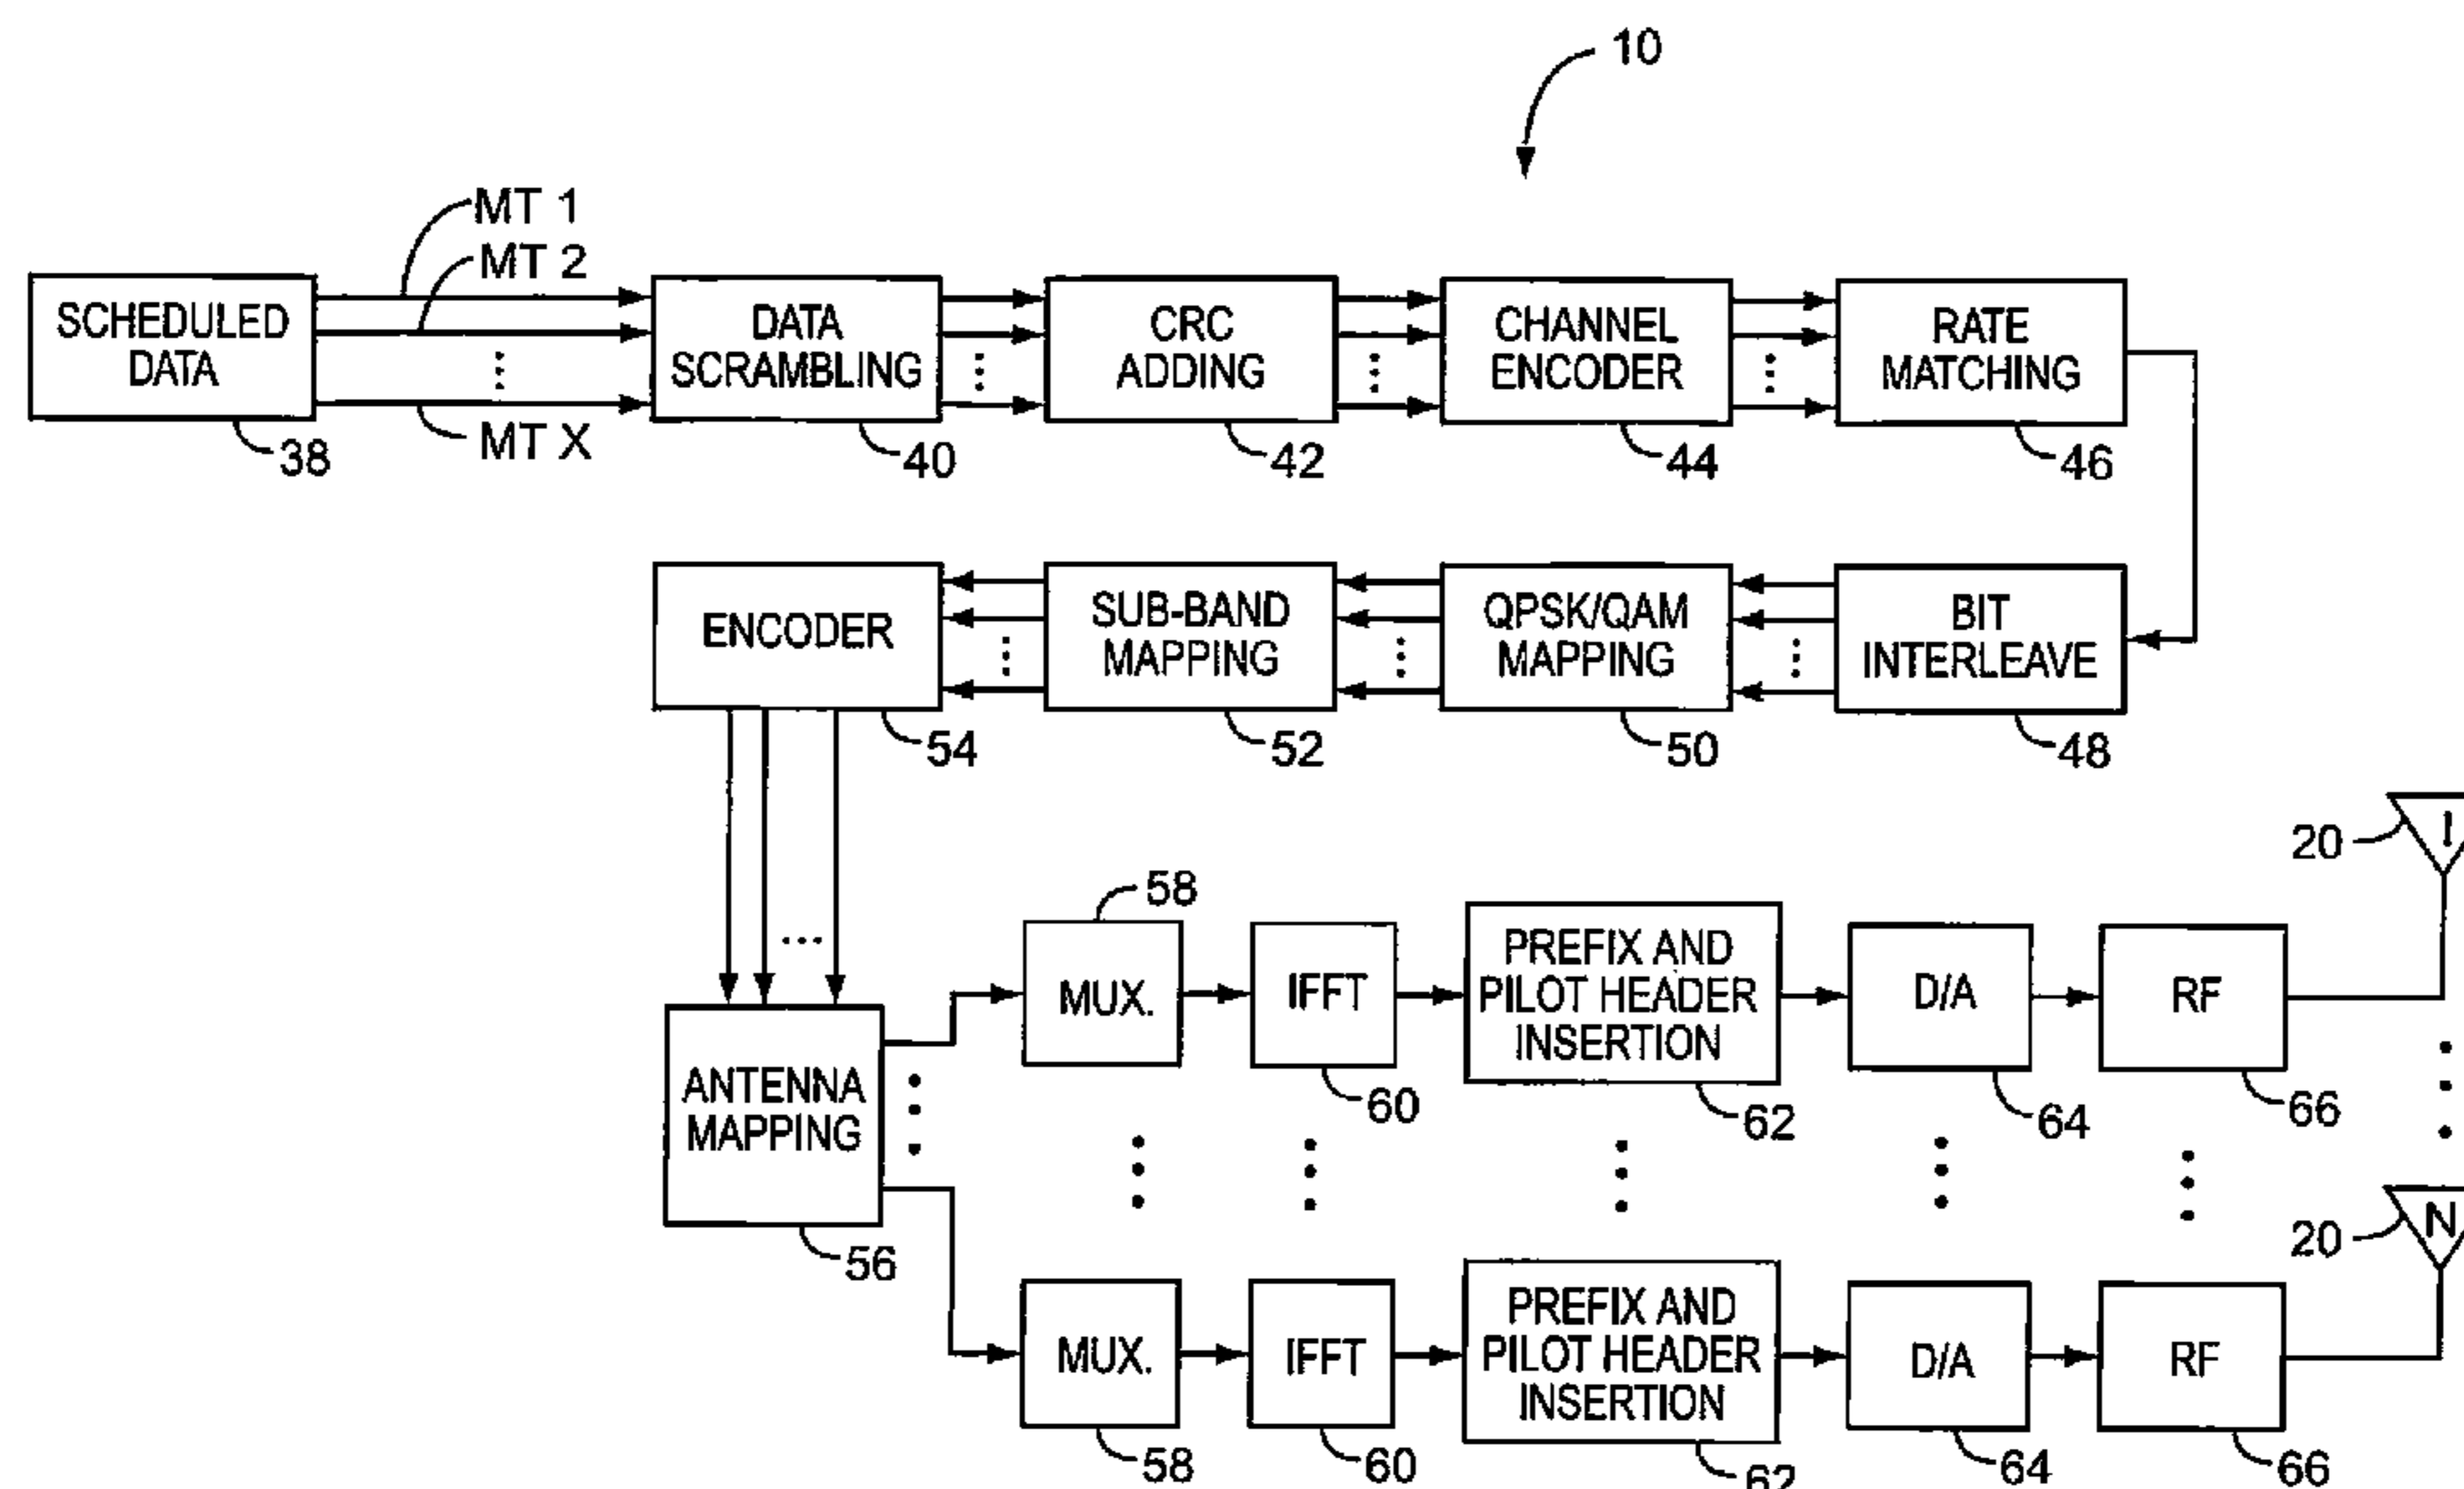 10
MT 1
MT 2
MT X
SCHEDULED
DATA
38
DATA
SCRAMBLING
40
CRC
ADDING
42
CHANNEL
ENCODER
44
RATE
MATCHING
46
ENCODER
54
SUB-BAND
MAPPING
52
QPSK/QAM
MAPPING
50
BIT
INTERLEAVE
48
ANTENNA
MAPPING
56
58
MUX.
IFFT
60
PREFIX AND
PILOT HEADER
INSERTION
62
D/A
64
RF
66
20
1
MUX.
58
IFFT
60
PREFIX AND
PILOT HEADER
INSERTION
62
D/A
64
RF
66
20
N